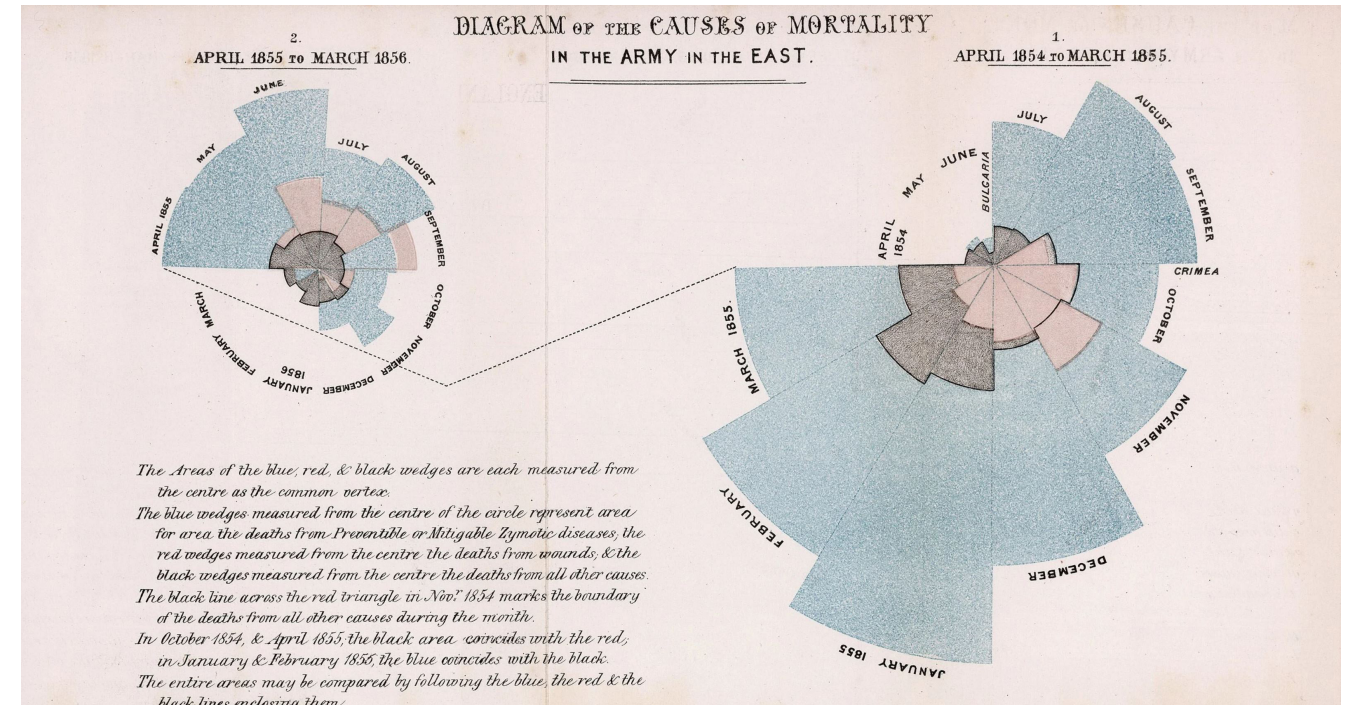 DIAGRAM OF THE CAUSES OF MORTALITY
IN THE ARMY IN THE EAST.
2.
APRIL 1855 TO MARCH 1856.
1.
APRIL 1854 TO MARCH 1855.
APRIL 1855
MAY
JUNE
JULY
AUGUST
SEPTEMBER
OCTOBER
NOVEMBER
DECEMBER
JANUARY 1856
FEBRUARY
MARCH
APRIL 1854
MAY
JUNE
BULGARIA
JULY
AUGUST
SEPTEMBER
CRIMEA
OCTOBER
NOVEMBER
DECEMBER
JANUARY 1855
FEBRUARY
MARCH 1855.
The Areas of the blue, red, & black wedges are each measured from
the centre as the common vertex.
The blue wedges measured from the centre of the circle represent area
for area the deaths from Preventible or Mitigable Zymotic diseases; the
red wedges measured from the centre the deaths from wounds; & the
black wedges measured from the centre the deaths from all other causes.
The black line across the red triangle in Novr. 1854 marks the boundary
of the deaths from all other causes during the month.
In October 1854, & April 1855, the black area coincides with the red;
in January & February 1856, the blue coincides with the black.
The entire areas may be compared by following the blue, the red & the
black lines enclosing them.